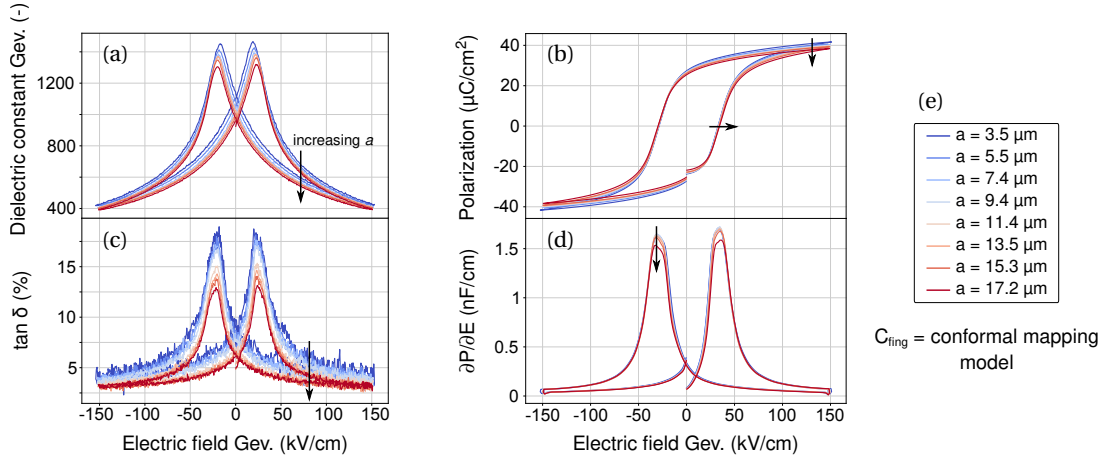 (a)
Dielectric constant Gev. (-)
1400
1000
800
600
400
increasing a
(b)
Polarization (µC/cm²)
40
20
0
-20
-40
(c)
tan δ (%)
15
10
5
-150 -100 -50 0 50 100 150
Electric field Gev. (kV/cm)
(d)
∂P/∂E (nF/cm)
1.5
1
0.5
0
-150 -100 -50 0 50 100 150
Electric field Gev. (kV/cm)
(e)
a = 3.5 µm
a = 5.5 µm
a = 7.4 µm
a = 9.4 µm
a = 11.4 µm
a = 13.5 µm
a = 15.3 µm
a = 17.2 µm
C_fing = conformal mapping
model